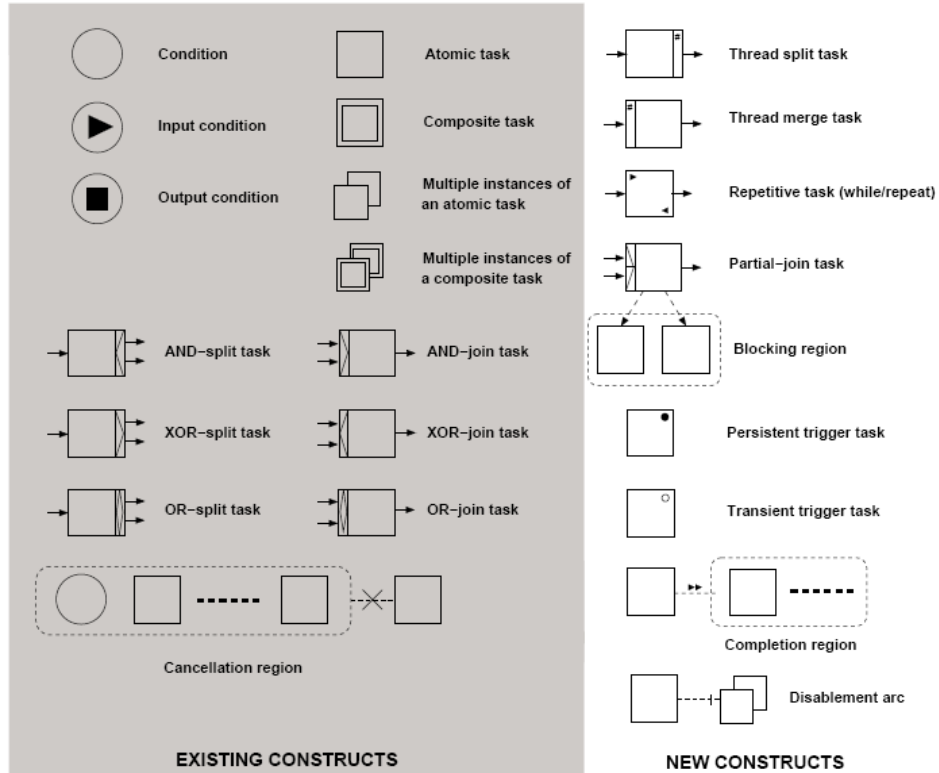 Condition
Atomic task
Input condition
Composite task
Output condition
Multiple instances of
an atomic task
Multiple instances of
a composite task
AND−split task
AND−join task
XOR−split task
XOR−join task
OR−split task
OR−join task
Cancellation region
EXISTING CONSTRUCTS
#
Thread split task
#
Thread merge task
Repetitive task (while/repeat)
Partial−join task
Blocking region
Persistent trigger task
Transient trigger task
Completion region
Disablement arc
NEW CONSTRUCTS